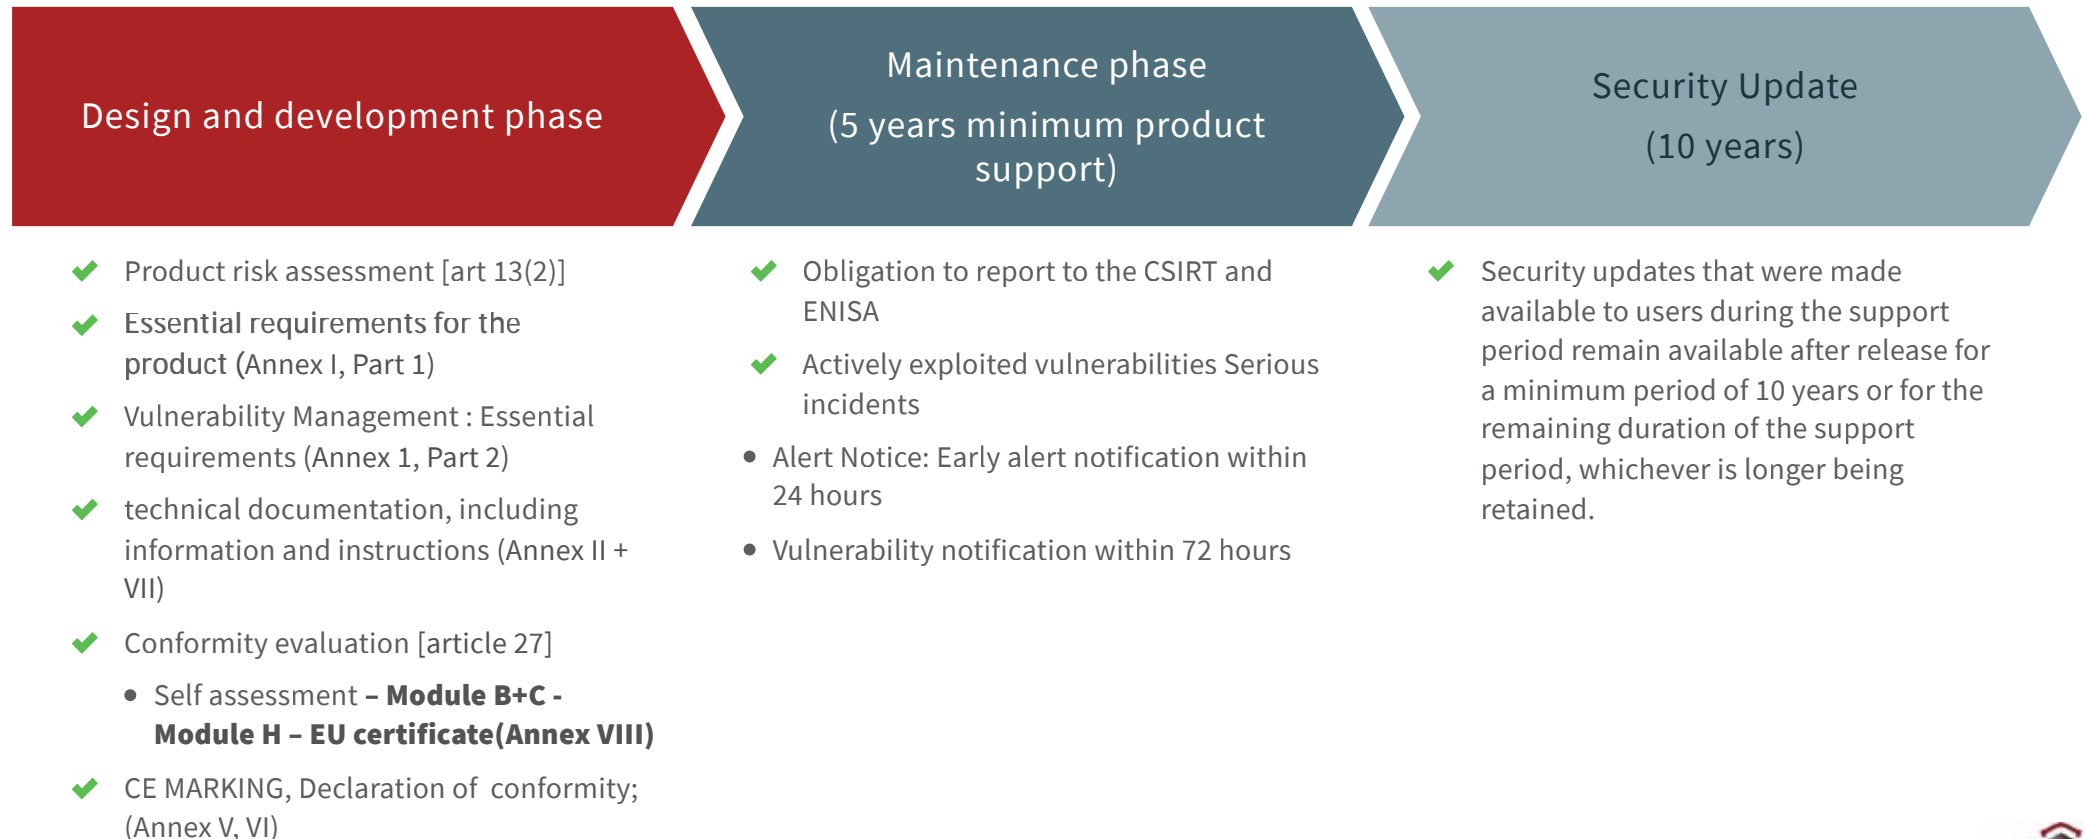 Design and development phase
Maintenance phase
(5 years minimum product
support)
Security Update
(10 years)
Product risk assessment [art 13(2)]
Essential requirements for the
product (Annex I, Part 1)
Vulnerability Management : Essential
requirements (Annex 1, Part 2)
technical documentation, including
information and instructions (Annex II +
VII)
Conformity evaluation [article 27]
Self assessment – Module B+C -
Module H – EU certificate(Annex VIII)
CE MARKING, Declaration of conformity;
(Annex V, VI)
Obligation to report to the CSIRT and
ENISA
Actively exploited vulnerabilities Serious
incidents
Alert Notice: Early alert notification within
24 hours
Vulnerability notification within 72 hours
Security updates that were made
available to users during the support
period remain available after release for
a minimum period of 10 years or for the
remaining duration of the support
period, whichever is longer being
retained.